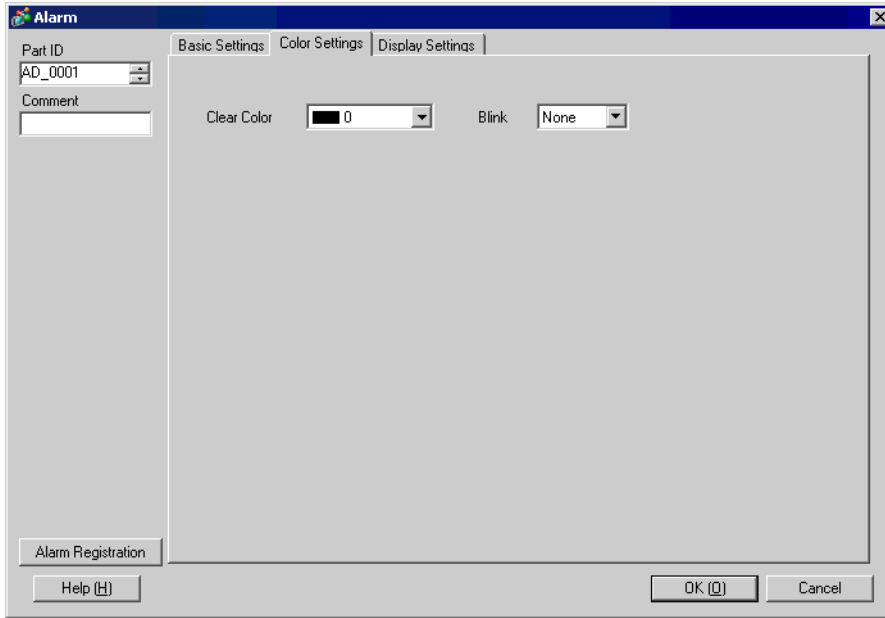 Alarm
Part ID
AD_0001
Comment
Basic Settings Color Settings Display Settings
Clear Color 0 Blink None
Alarm Registration
Help (H) OK (O) Cancel